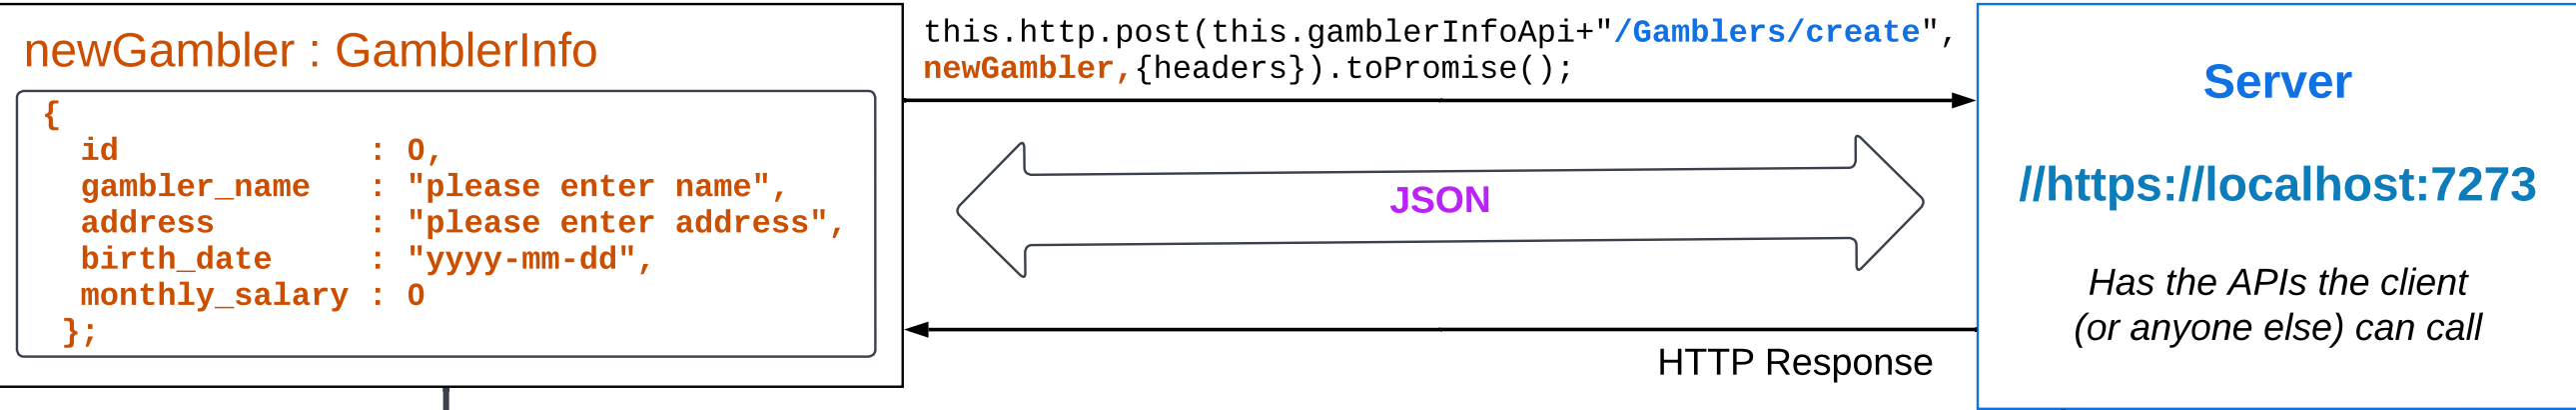 newGambler : GamblerInfo
{
id : 0,
gambler_name : "please enter name",
address : "please enter address",
birth_date : "yyyy-mm-dd",
monthly_salary : 0
};
this.http.post(this.gamblerInfoApi+"/Gamblers/create",
newGambler,{headers}).toPromise();
JSON
HTTP Response
Server
//https://localhost:7273
Has the APIs the client
(or anyone else) can call